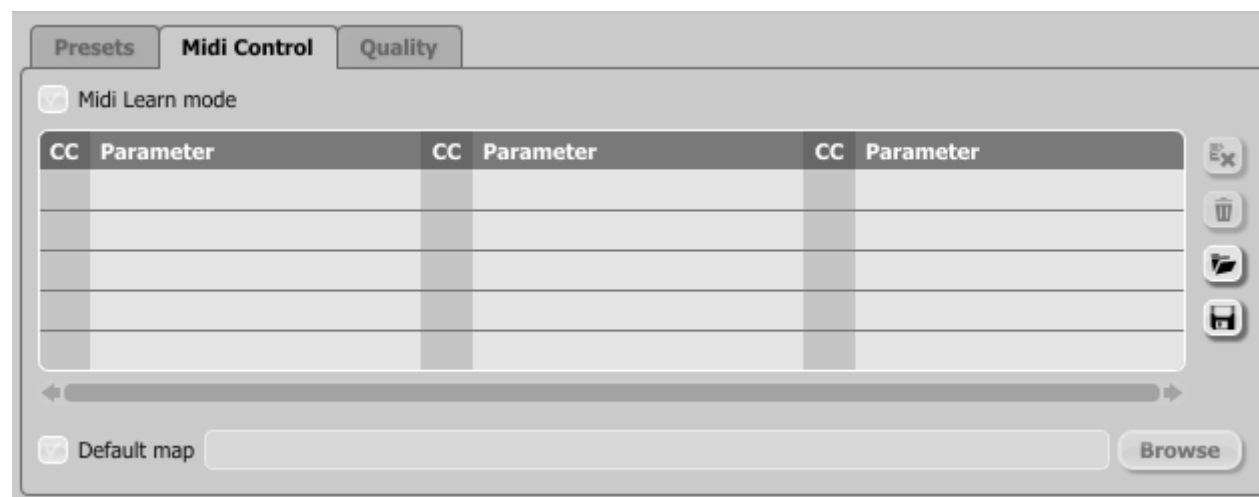 Presets Midi Control Quality
Midi Learn mode
CC Parameter CC Parameter CC Parameter
Default map Browse